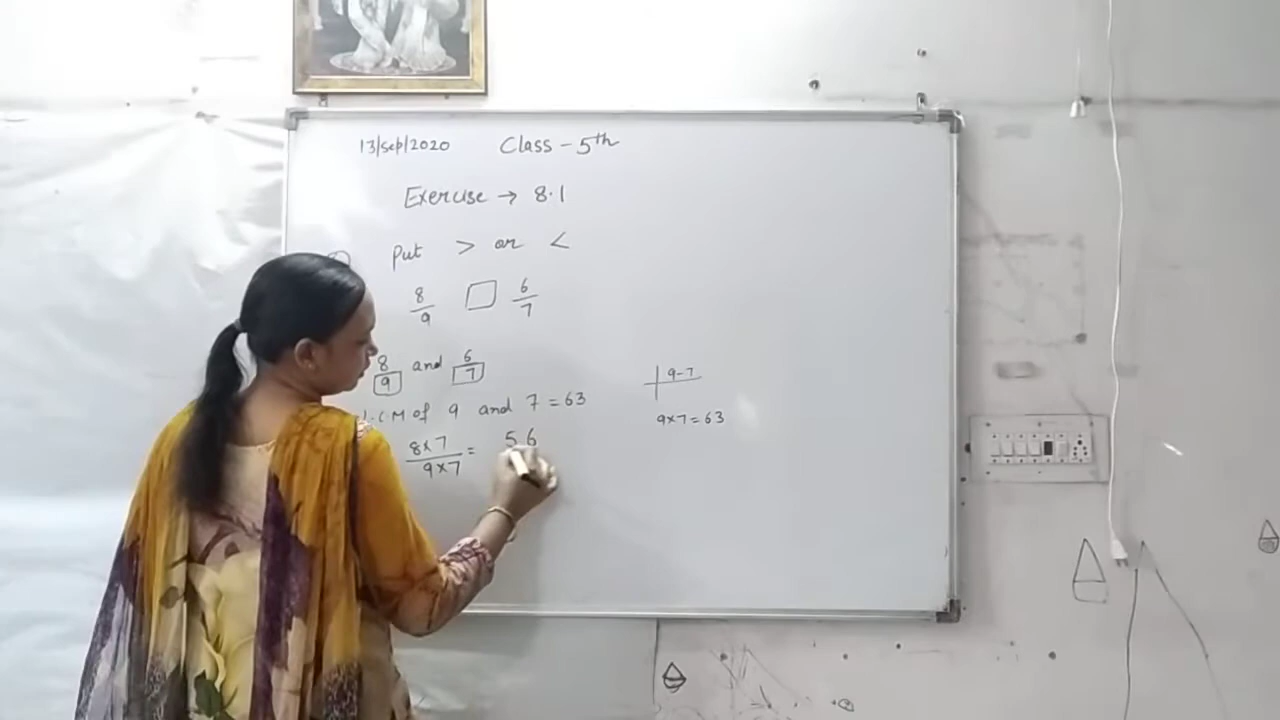 13/sep/2020 Class - 5th
Exercise → 8.1
Put > or <
8/9 □ 6/7
8/9 and 6/7
L.C.M of 9 and 7 = 63
9-7
9×7=63
8×7/9×7 = 56